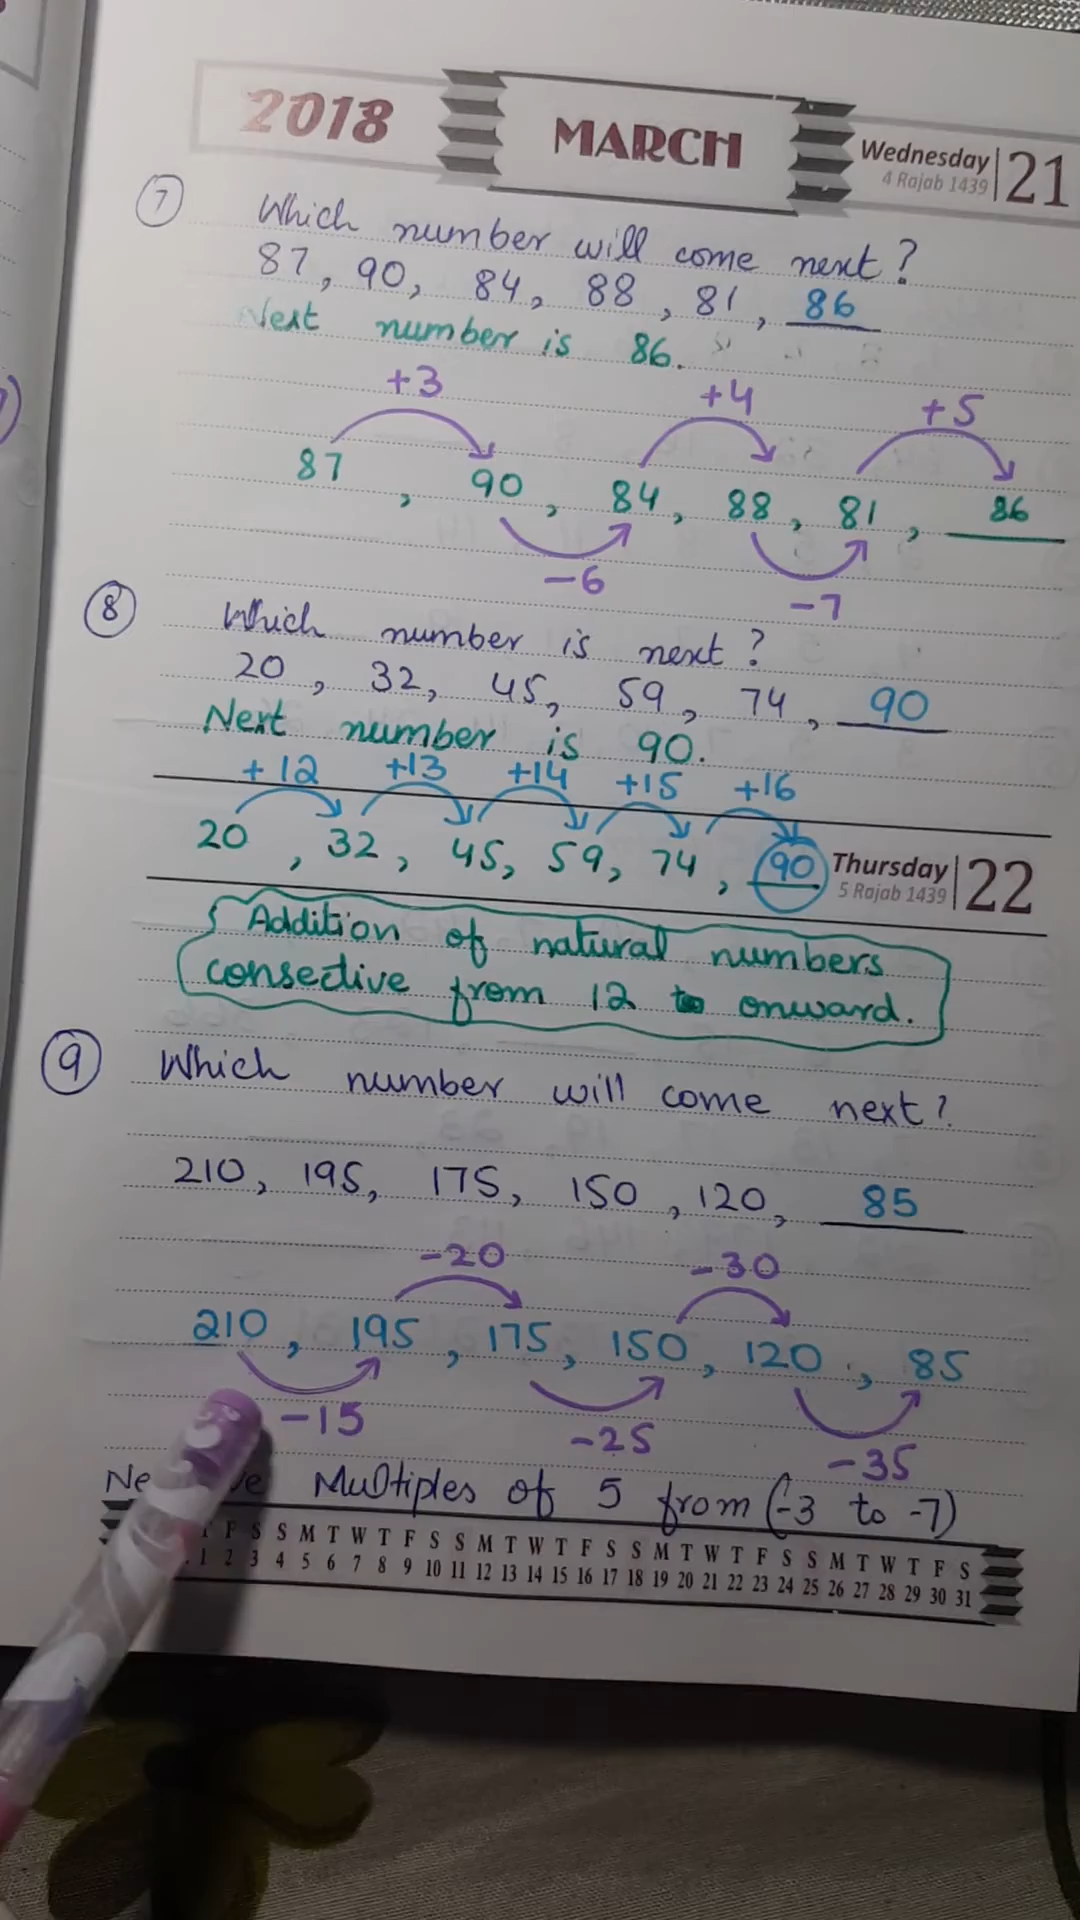 2018 MARCH Wednesday 21
4 Rajab 1439
7 Which number will come next?
87, 90, 84, 88, 81, 86
Next number is 86.
+3 +4 +5
87, 90, 84, 88, 81, 86
-6 -7
8 Which number is next?
20, 32, 45, 59, 74, 90
Next number is 90.
+12 +13 +14 +15 +16
20, 32, 45, 59, 74, 90 Thursday 22
5 Rajab 1439
Addition of natural numbers
consective from 12 to onward.
9 Which number will come next?
210, 195, 175, 150, 120, 85
-20 -30
210, 195, 175, 150, 120, 85
-15 -25 -35
Multiples of 5 from (-3 to -7)
T F S S M T W T F S S M T W T F S S M T W T F S S M T W T F S
1 2 3 4 5 6 7 8 9 10 11 12 13 14 15 16 17 18 19 20 21 22 23 24 25 26 27 28 29 30 31